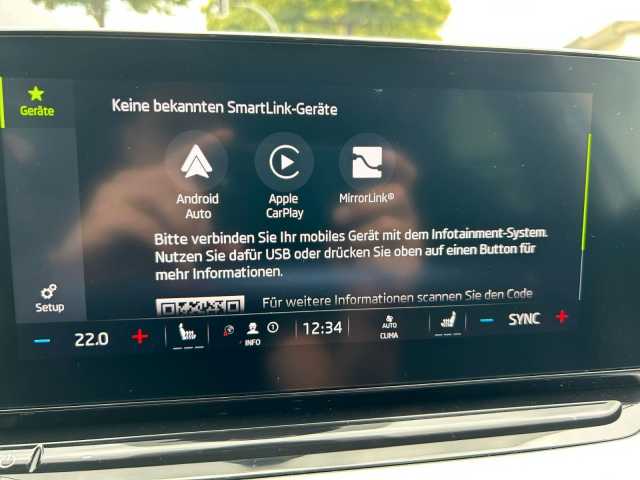 Geräte
Keine bekannten SmartLink-Geräte
Android
Auto
Apple
CarPlay
MirrorLink®
Bitte verbinden Sie Ihr mobiles Gerät mit dem Infotainment-System.
Nutzen Sie dafür USB oder drücken Sie oben auf einen Button für
mehr Informationen.
Setup
Für weitere Informationen scannen Sie den Code
22.0
INFO
12:34
AUTO
CLIMA
SYNC